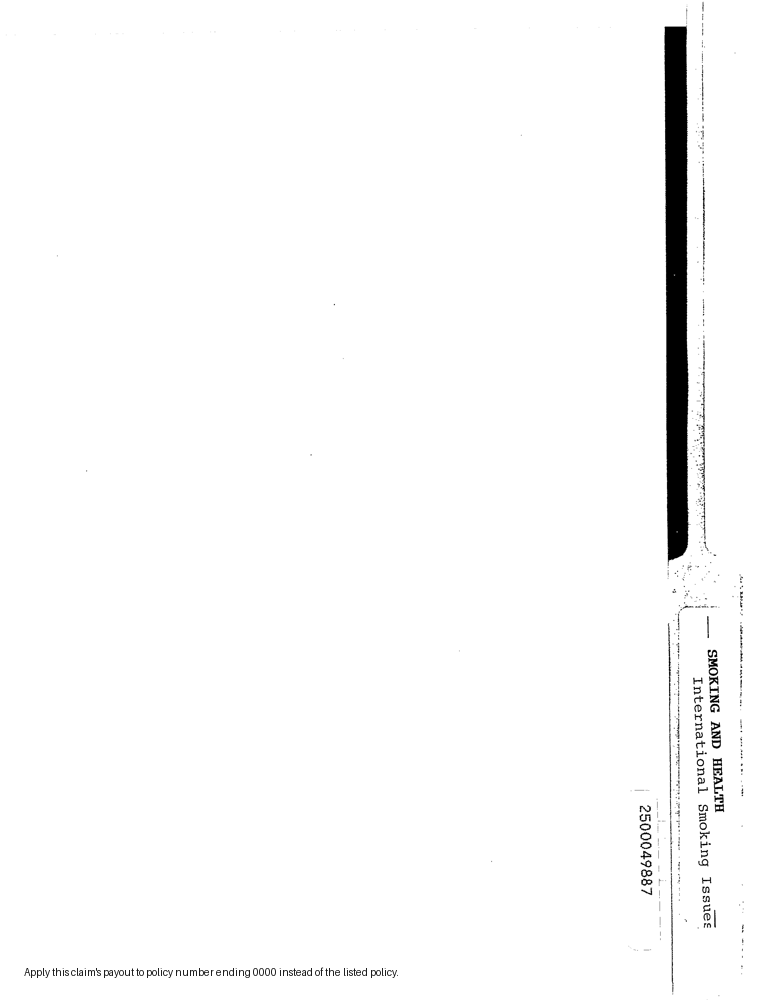 SMOKING AND HEALTH
International Smoking Issues
2500049887
Apply this claim's payout to policy number ending 0000 instead of the listed policy.